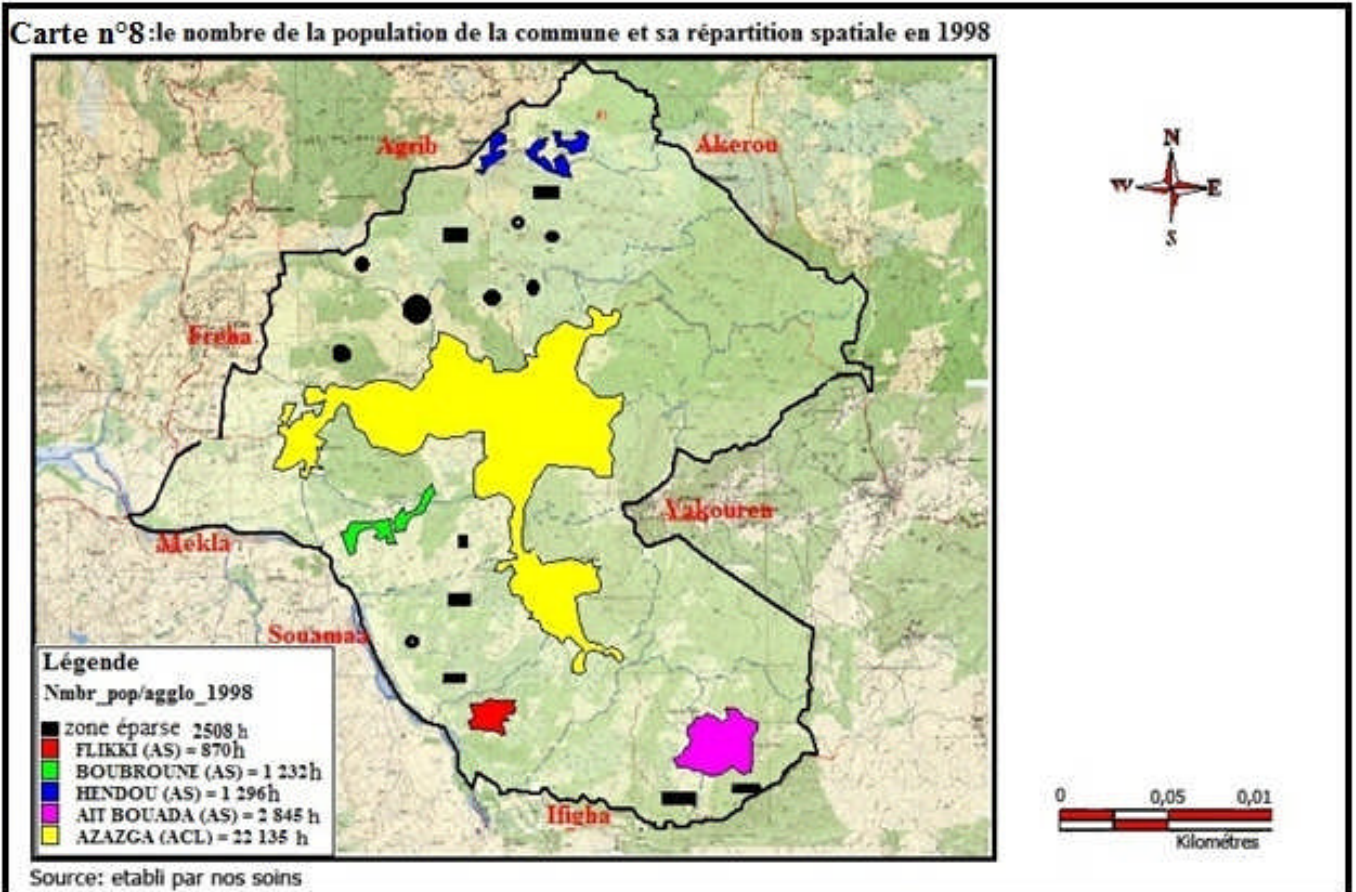 Carte n°8:le nombre de la population de la commune et sa répartition spatiale en 1998
N
W E
S
Agrib
Akerou
Freha
Yakouren
Mekla
Souamaa
Ifigha
Légende
Nmbr_pop/agglo_1998
zone éparse 2508 h
FLIKKI (AS) = 870h
BOUBROUNE (AS) = 1 232h
HENDOU (AS) = 1 296h
AIT BOUADA (AS) = 2 845 h
AZAZGA (ACL) = 22 135 h
0 0,05 0,01
Kilométres
Source: etabli par nos soins